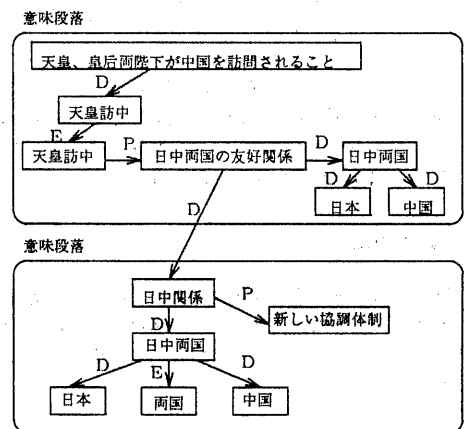 意味段落
天皇、皇后両陛下が中国を訪問されること
D
天皇訪中
E
天皇訪中
P
日中両国の友好関係
D
日中両国
D
D
日本
中国
D
意味段落
日中関係
P
新しい協調体制
D
日中両国
D
E
D
日本
両国
中国